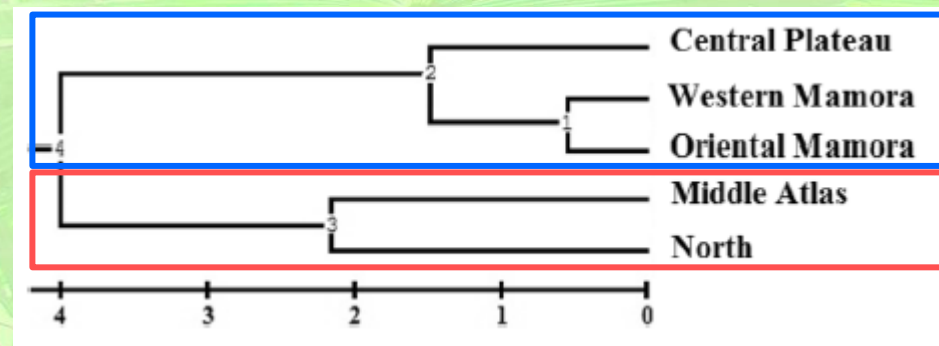 Central Plateau
2
Western Mamora
1
Oriental Mamora
4
Middle Atlas
3
North
4 3 2 1 0